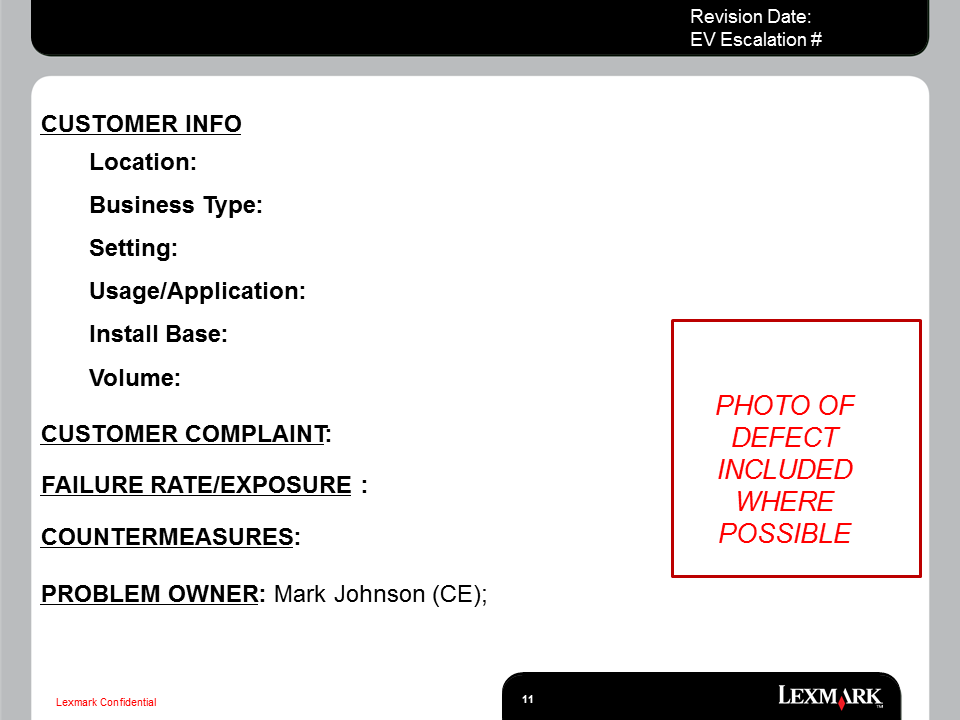 Revision Date:
EV Escalation #
CUSTOMER INFO
Location:
Business Type:
Setting:
Usage/Application:
Install Base:
Volume:
CUSTOMER COMPLAINT:
FAILURE RATE/EXPOSURE :
COUNTERMEASURES:
PROBLEM OWNER: Mark Johnson (CE);
PHOTO OF
DEFECT
INCLUDED
WHERE
POSSIBLE
Lexmark Confidential
11
LEXMARK™